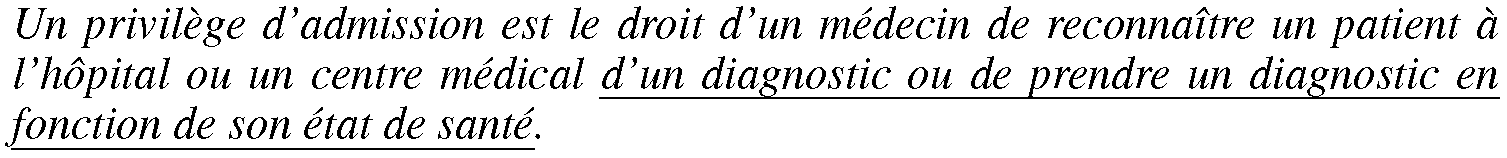 Un privilège d’admission est le droit d’un médecin de reconnaître un patient à
l’hôpital ou un centre médical d’un diagnostic ou de prendre un diagnostic en
fonction de son état de santé.